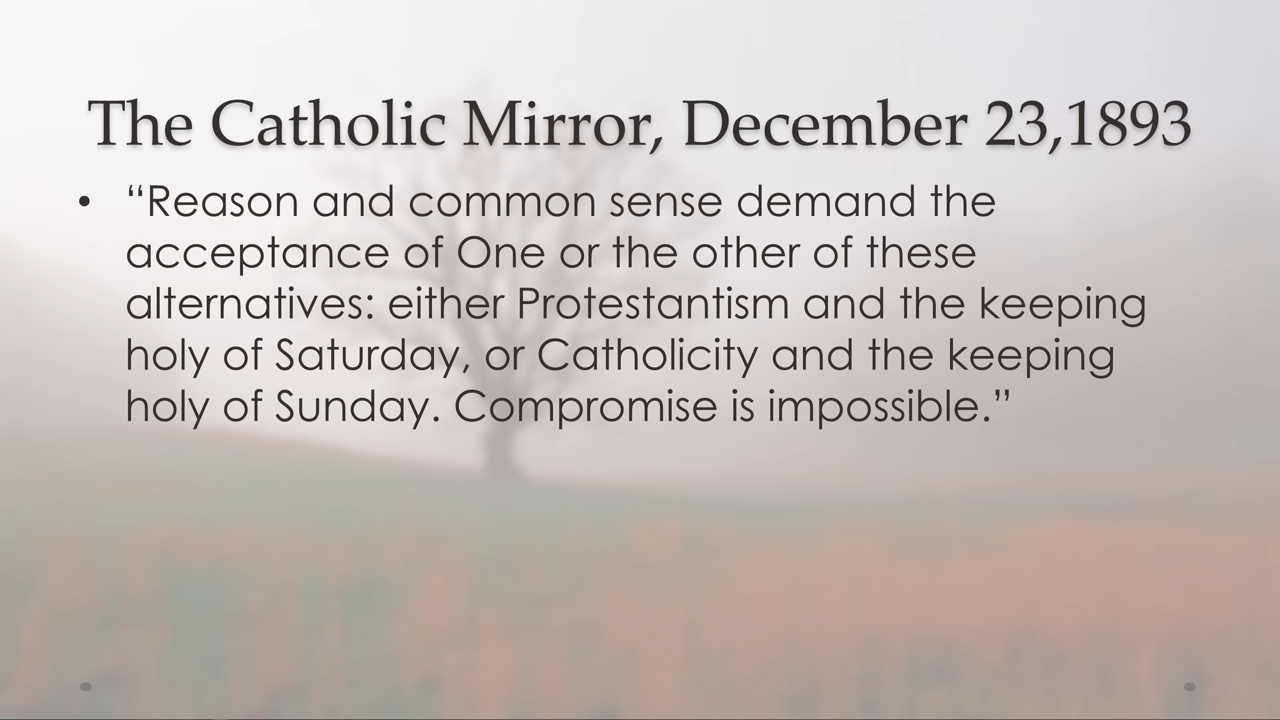 The Catholic Mirror, December 23,1893
• “Reason and common sense demand the
acceptance of One or the other of these
alternatives: either Protestantism and the keeping
holy of Saturday, or Catholicity and the keeping
holy of Sunday. Compromise is impossible.”